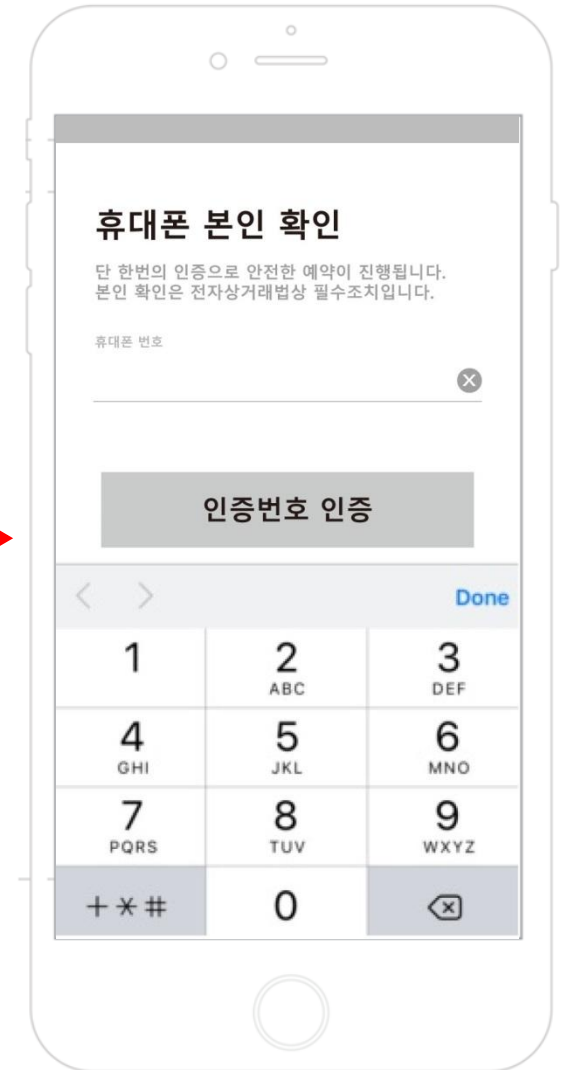 휴대폰 본인 확인
단 한번의 인증으로 안전한 예약이 진행됩니다.
본인 확인은 전자상거래법상 필수조치입니다.
휴대폰 번호
인증번호 인증
Done
1 2 3
ABC DEF
4 5 6
GHI JKL MNO
7 8 9
PQRS TUV WXYZ
+*# 0